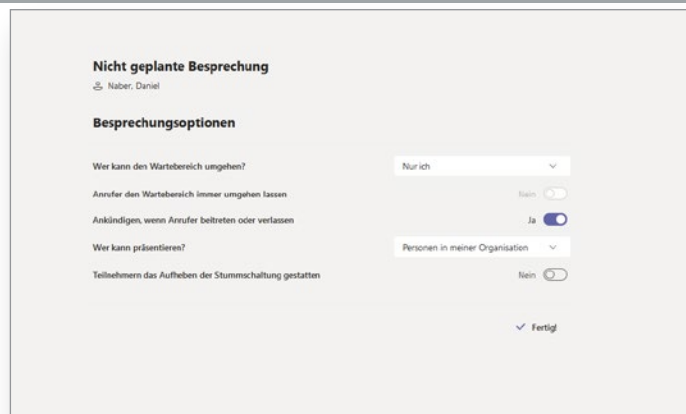 Nicht geplante Besprechung
Naber, Daniel
Besprechungsoptionen
Wer kann den Wartebereich umgehen? Nur ich
Anrufer den Wartebereich immer umgehen lassen Nein
Ankündigen, wenn Anrufer beitreten oder verlassen Ja
Wer kann präsentieren? Personen in meiner Organisation
Teilnehmern das Aufheben der Stummschaltung gestatten Nein
Fertig!